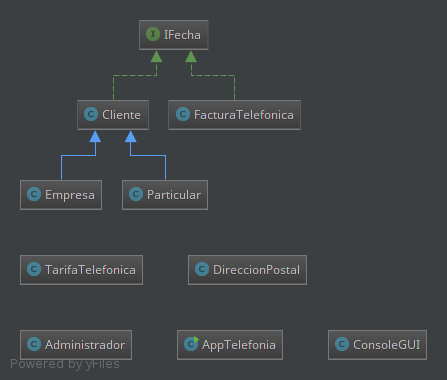 IFecha
Cliente
FacturaTelefonica
Empresa
Particular
TarifaTelefonica
DireccionPostal
Administrador
AppTelefonia
ConsoleGUI
Powered by yFiles